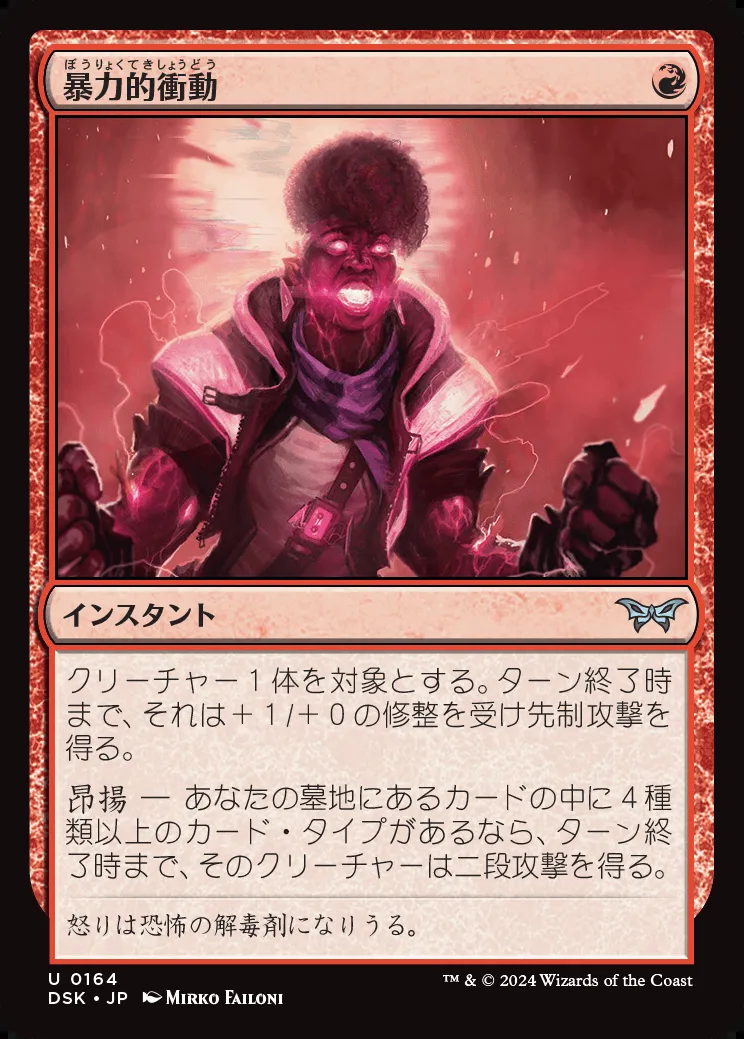 ぼうりょくてきしょうどう
暴力的衝動
インスタント
クリーチャー1体を対象とする。ターン終了時
まで、それは+1/+0の修整を受け先制攻撃を
得る。
昂揚 ― あなたの墓地にあるカードの中に4種
類以上のカード・タイプがあるなら、ターン終
了時まで、そのクリーチャーは二段攻撃を得る。
怒りは恐怖の解毒剤になりうる。
U 0164
DSK • JP Mirko Failoni
™ & © 2024 Wizards of the Coast